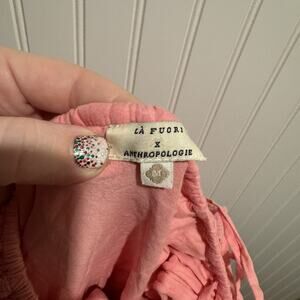 LÀ FUORI
X
ANTHROPOLOGIE
M